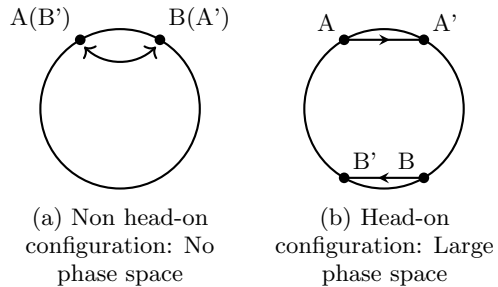 A(B') B(A')
A A'
B' B
(a) Non head-on
configuration: No
phase space
(b) Head-on
configuration: Large
phase space